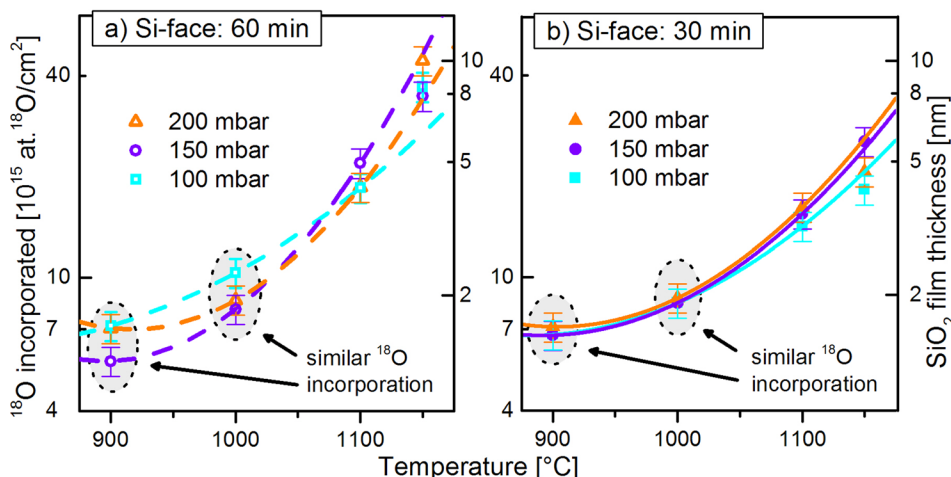 a) Si-face: 60 min
b) Si-face: 30 min
¹⁸O incorporated [10¹⁵ at. ¹⁸O/cm²]
40
10
7
4
200 mbar
150 mbar
100 mbar
similar ¹⁸O
incorporation
10
8
5
2
900
1000
1100
40
10
7
4
200 mbar
150 mbar
100 mbar
similar ¹⁸O
incorporation
10
8
5
2
SiO₂ film thickness [nm]
900
1000
1100
Temperature [°C]